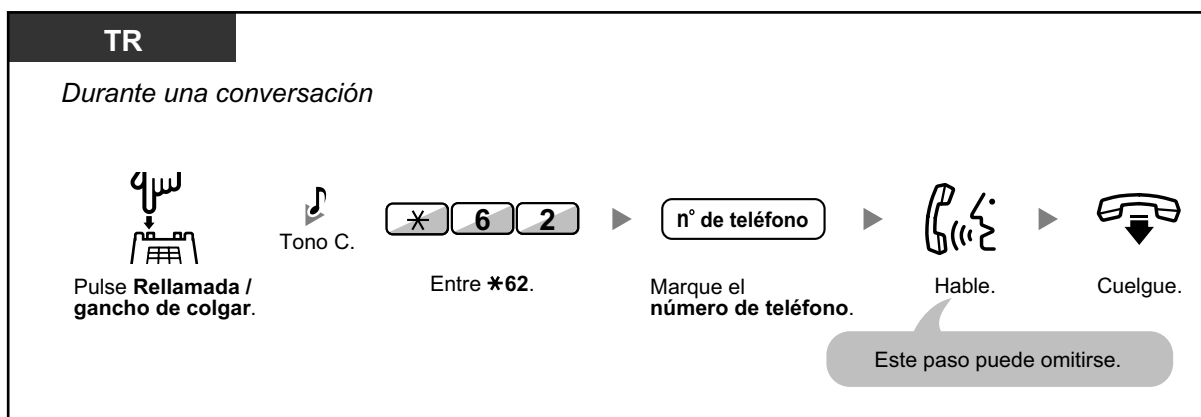 TR
Durante una conversación
Tono C.
* 6 2
n° de teléfono
Pulse Rellamada /
gancho de colgar.
Entre *62.
Marque el
número de teléfono.
Hable.
Cuelgue.
Este paso puede omitirse.